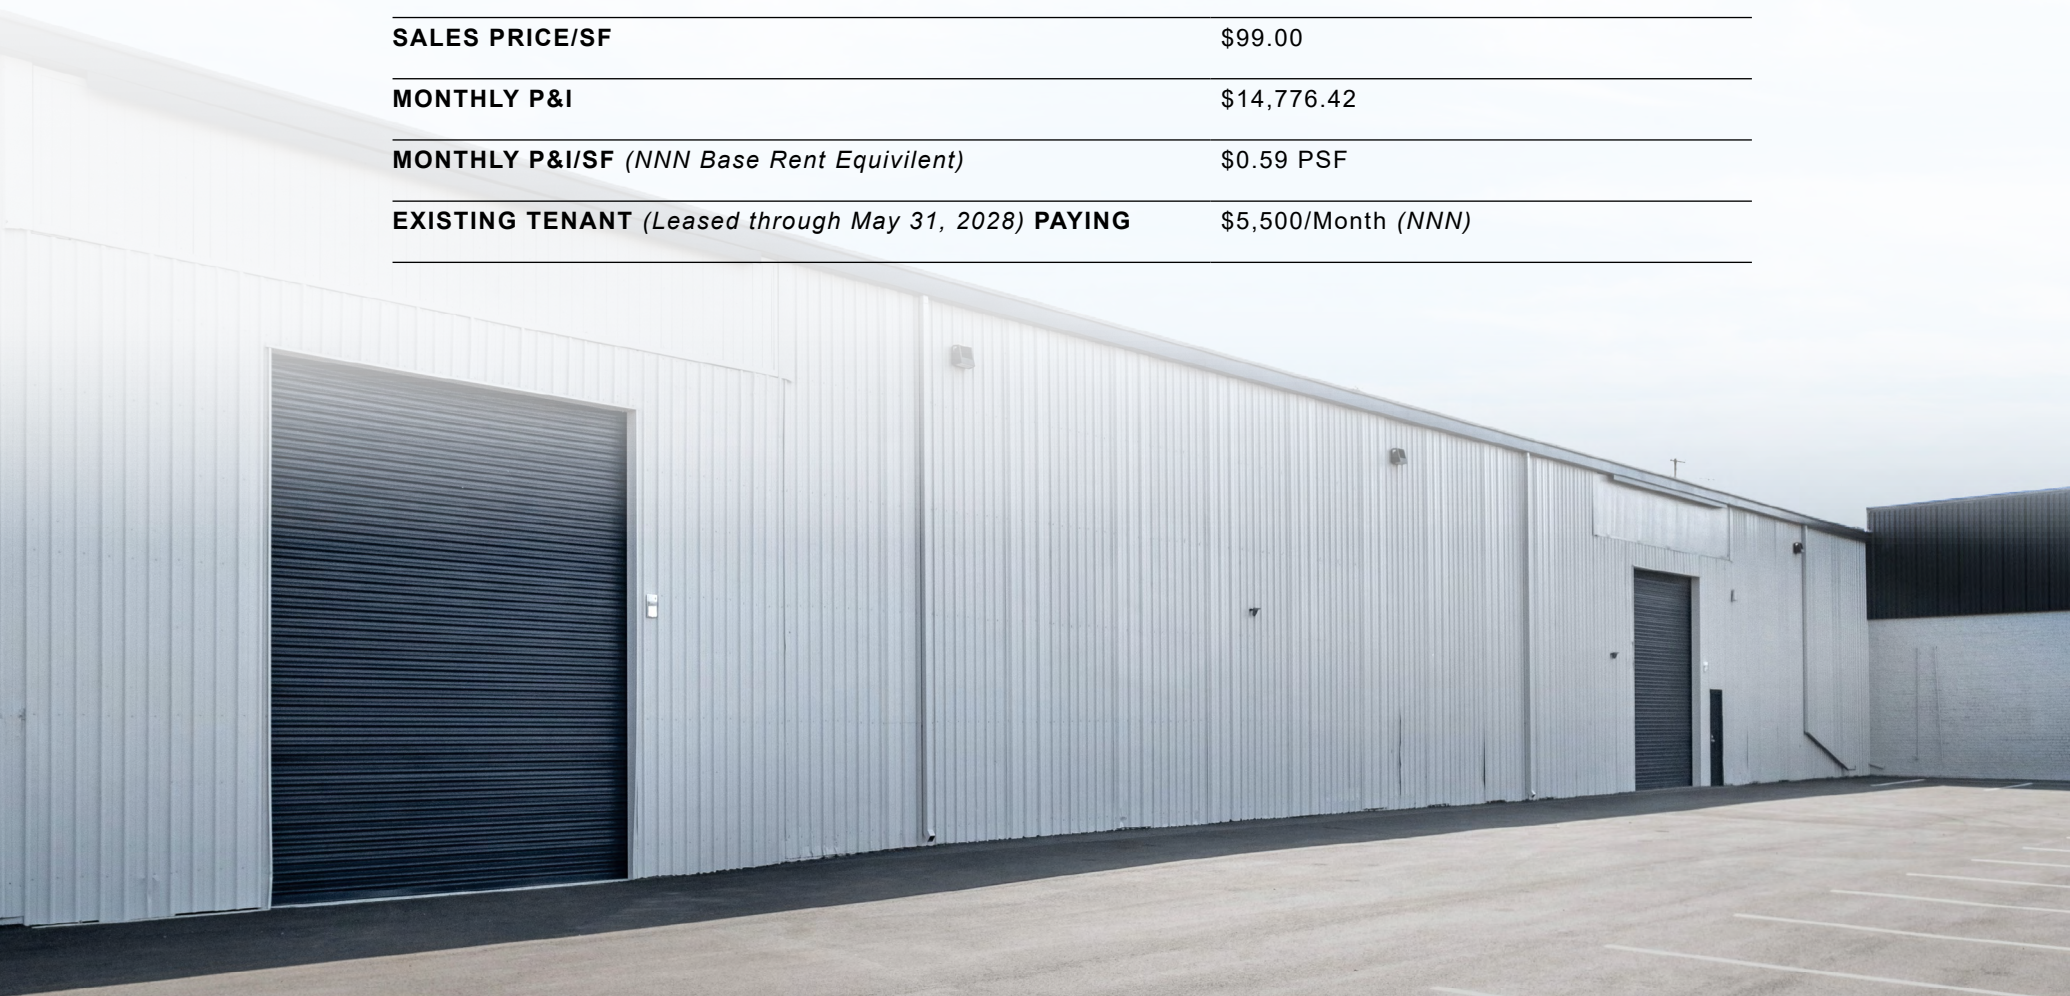 SALES PRICE/SF $99.00
MONTHLY P&I $14,776.42
MONTHLY P&I/SF (NNN Base Rent Equivilent) $0.59 PSF
EXISTING TENANT (Leased through May 31, 2028) PAYING $5,500/Month (NNN)